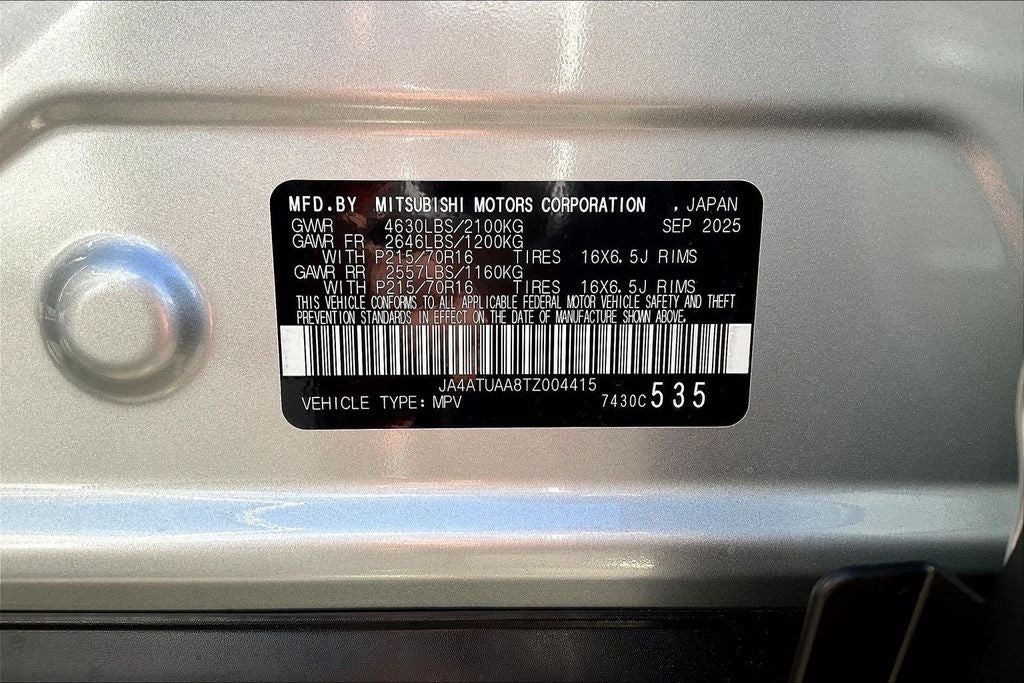 MFD.BY MITSUBISHI MOTORS CORPORATION , JAPAN
GWWR 4630LBS/2100KG SEP 2025
GAWR FR 2646LBS/1200KG
WITH P215/70R16 TIRES 16X6.5J RIMS
GAWR RR 2557LBS/1160KG
WITH P215/70R16 TIRES 16X6.5J RIMS
THIS VEHICLE CONFORMS TO ALL APPLICABLE FEDERAL MOTOR VEHICLE SAFETY AND THEFT
PREVENTION STANDARDS IN EFFECT ON THE DATE OF MANUFACTURE SHOWN ABOVE.
JA4ATUAA8TZ004415
VEHICLE TYPE: MPV 7430C 535